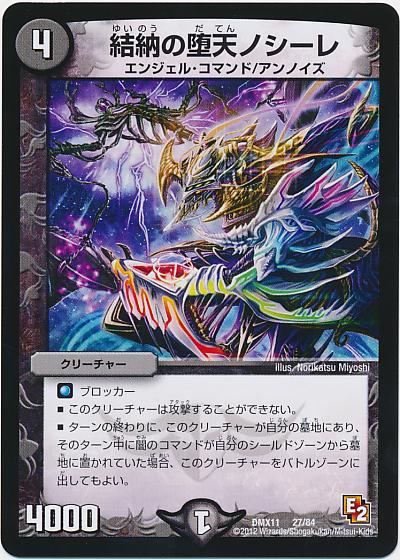 4
ゆいのう だてん
結納の堕天ノシーレ
エンジェル・コマンド/アンノイズ
illus. Norikatsu Miyoshi
クリーチャー
ブロッカー
■ このクリーチャーは攻撃することができない。
■ ターンの終わりに、このクリーチャーが自分の墓地にあり、
そのターン中に闇のコマンドが自分のシールドゾーンから墓
地に置かれていた場合、このクリーチャーをバトルゾーンに
出してもよい。
4000
DMX11 27/84
©2012 Wizards/Shogakukan/Mitsui-Kids
E2